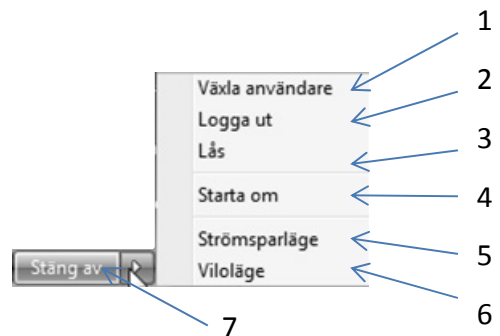 1
Växla användare
2
Logga ut
Lås
3
Starta om
4
Strömsparläge
5
Stäng av
Viloläge
6
7